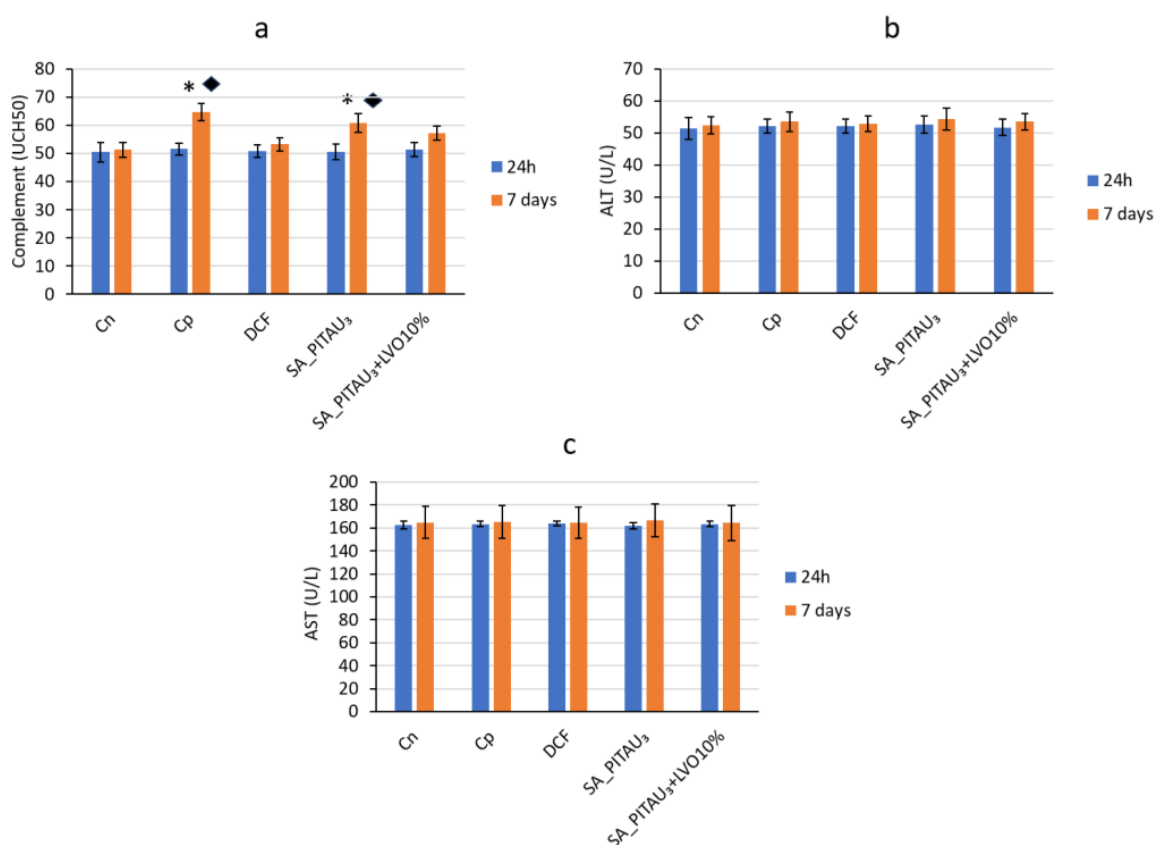 a
80
70
60
50
40
30
20
10
0
Complement (UCH50)
* ◆
* ◆
Cn
Cp
DCF
SA_PITAU₃
SA_PITAU₃+LVO10%
24h
7 days
b
70
60
50
40
30
20
10
0
ALT (U/L)
Cn
Cp
DCF
SA_PITAU₃
SA_PITAU₃+LVO10%
24h
7 days
c
200
180
160
140
120
100
80
60
40
20
0
AST (U/L)
Cn
Cp
DCF
SA_PITAU₃
SA_PITAU₃+LVO10%
24h
7 days